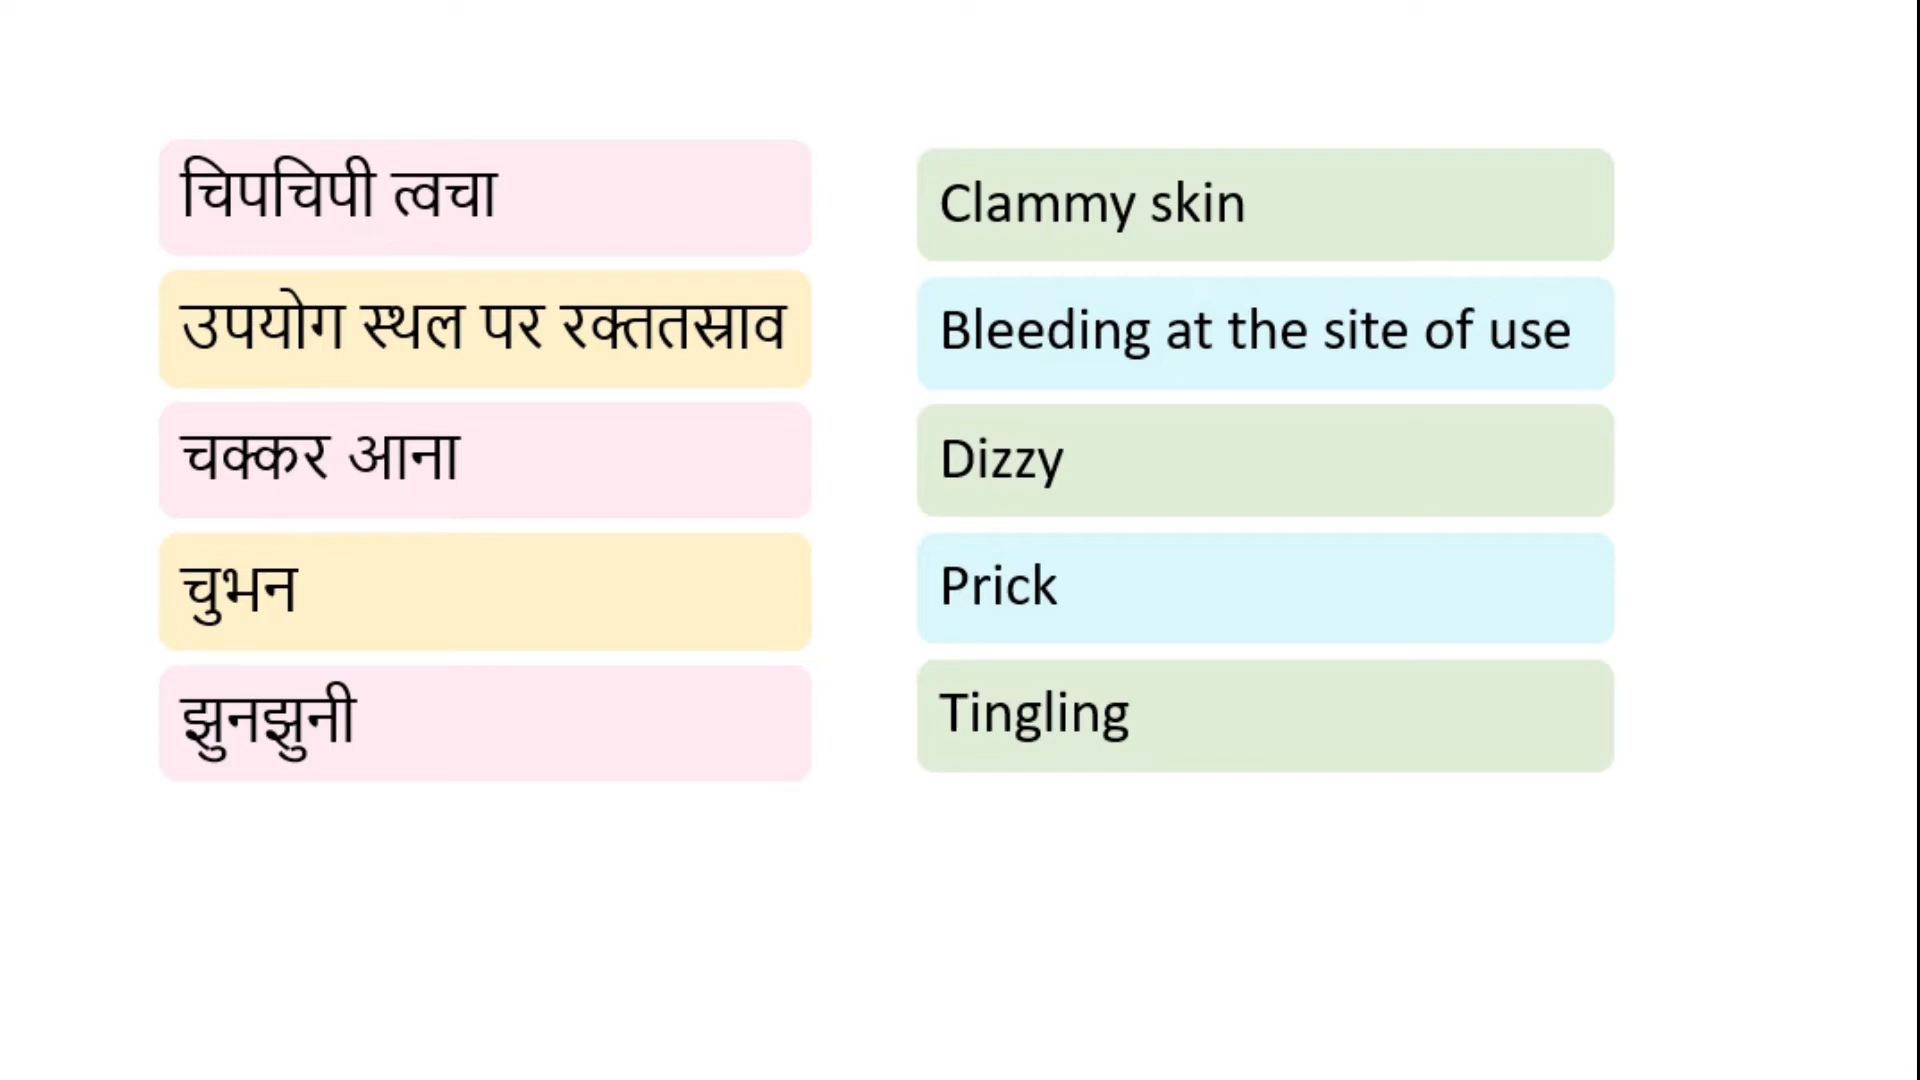 चिपचिपी त्वचा
Clammy skin
उपयोग स्थल पर रक्ततस्राव
Bleeding at the site of use
चक्कर आना
Dizzy
चुभन
Prick
झुनझुनी
Tingling